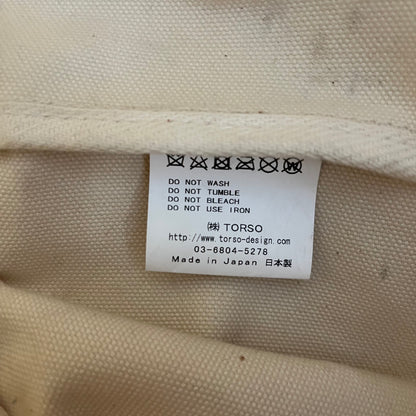 DO NOT WASH
DO NOT TUMBLE
DO NOT BLEACH
DO NOT USE IRON
㈱ TORSO
http://www.torso-design.com
03-6804-5278
Made in Japan 日本製